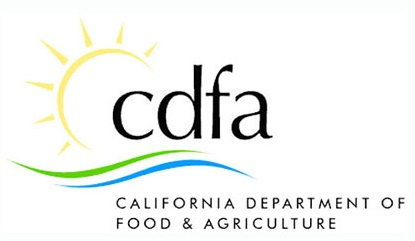 cdfa
CALIFORNIA DEPARTMENT OF
FOOD & AGRICULTURE